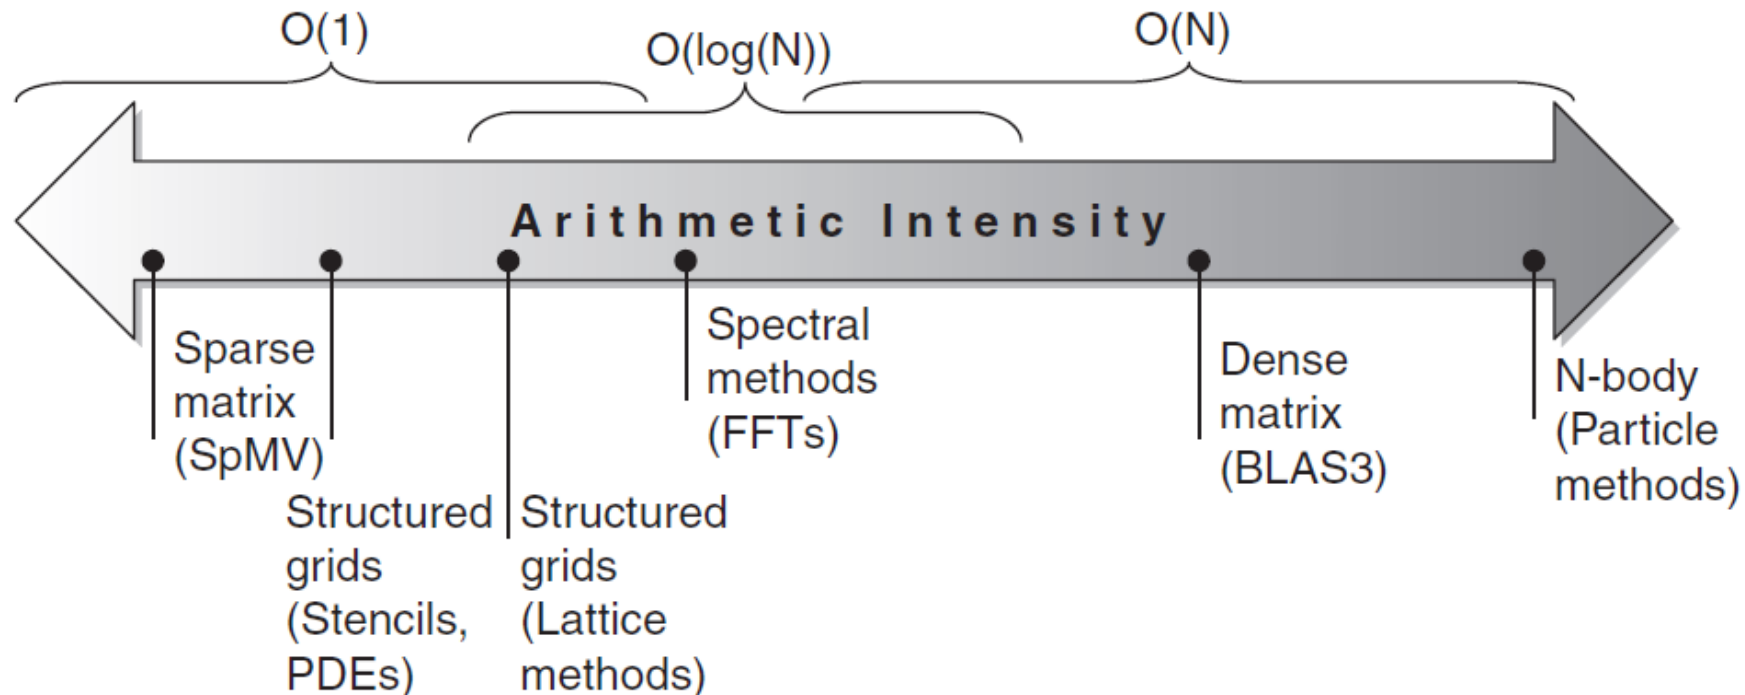 O(1)
O(log(N))
O(N)
Arithmetic Intensity
Sparse
matrix
(SpMV)
Structured
grids
(Stencils,
PDEs)
Structured
grids
(Lattice
methods)
Spectral
methods
(FFTs)
Dense
matrix
(BLAS3)
N-body
(Particle
methods)